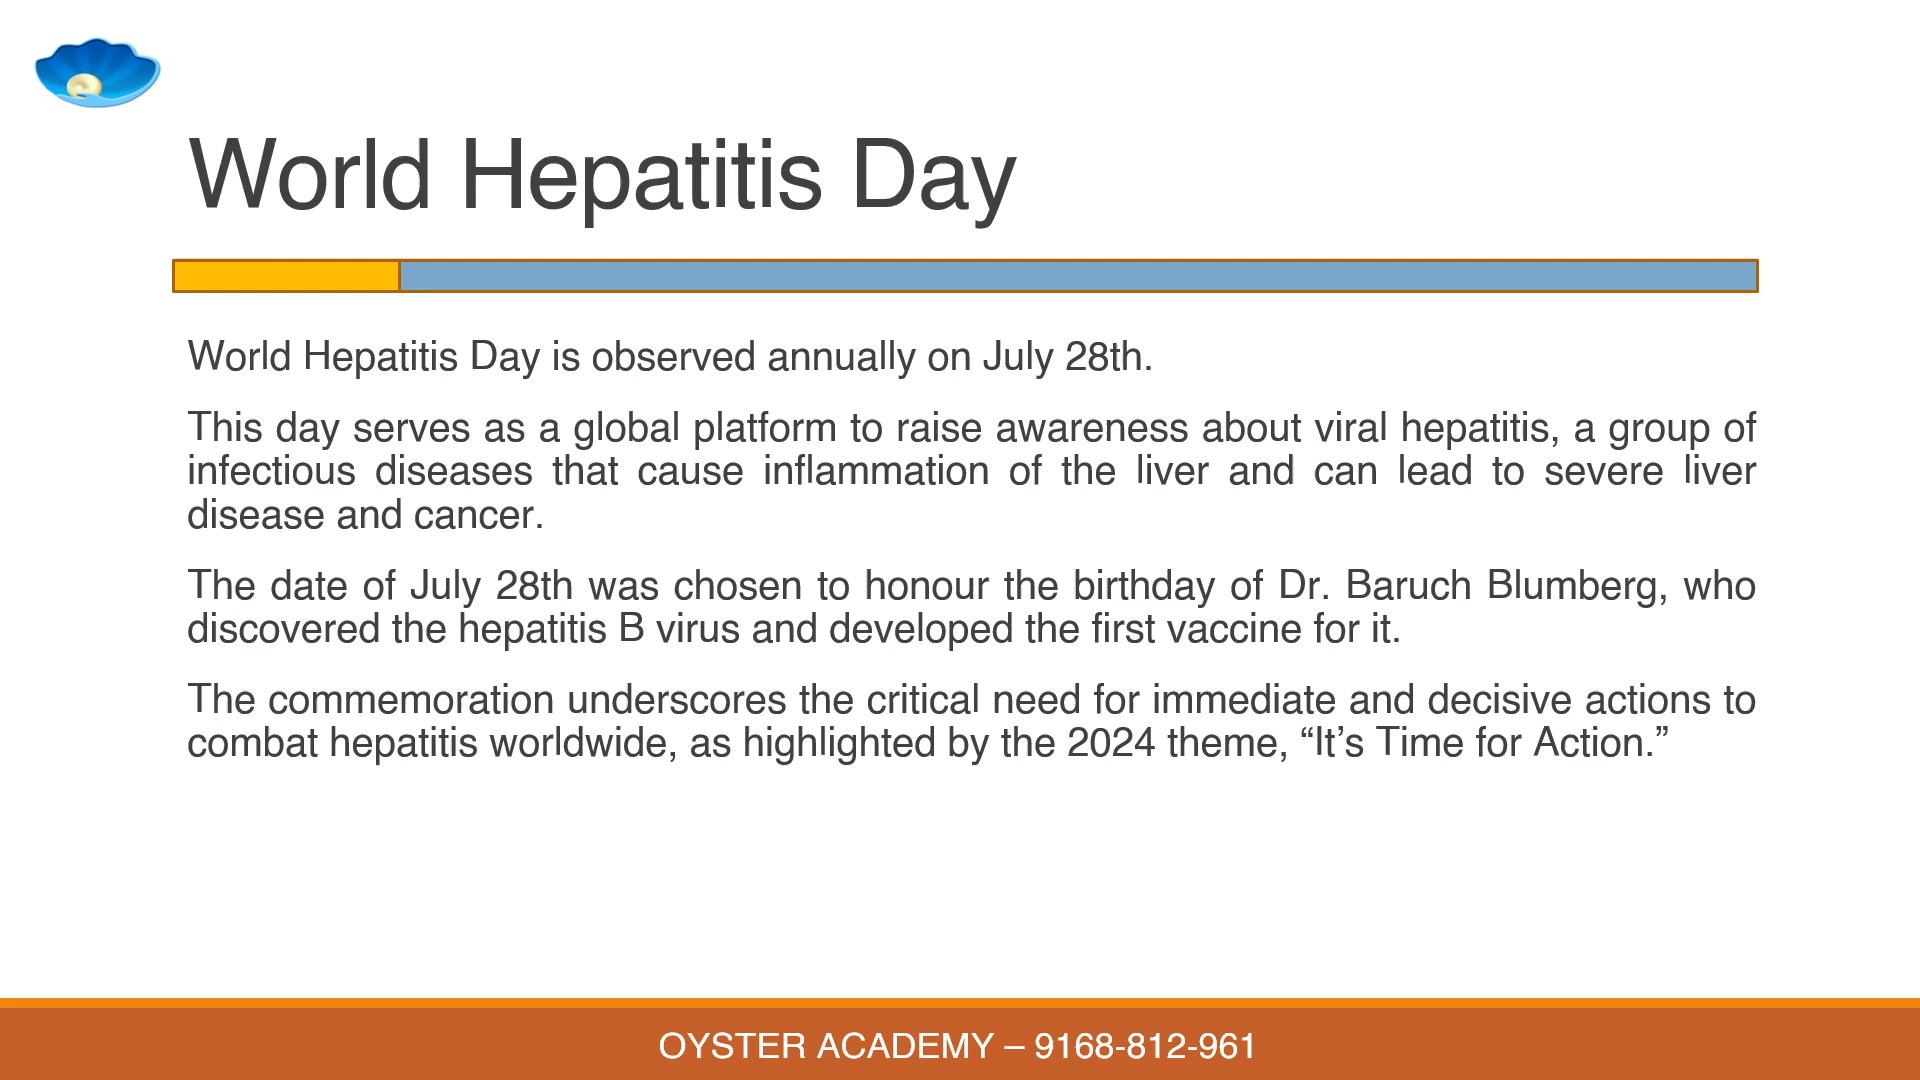 World Hepatitis Day
World Hepatitis Day is observed annually on July 28th.
This day serves as a global platform to raise awareness about viral hepatitis, a group of
infectious diseases that cause inflammation of the liver and can lead to severe liver
disease and cancer.
The date of July 28th was chosen to honour the birthday of Dr. Baruch Blumberg, who
discovered the hepatitis B virus and developed the first vaccine for it.
The commemoration underscores the critical need for immediate and decisive actions to
combat hepatitis worldwide, as highlighted by the 2024 theme, “It’s Time for Action.”
OYSTER ACADEMY – 9168-812-961